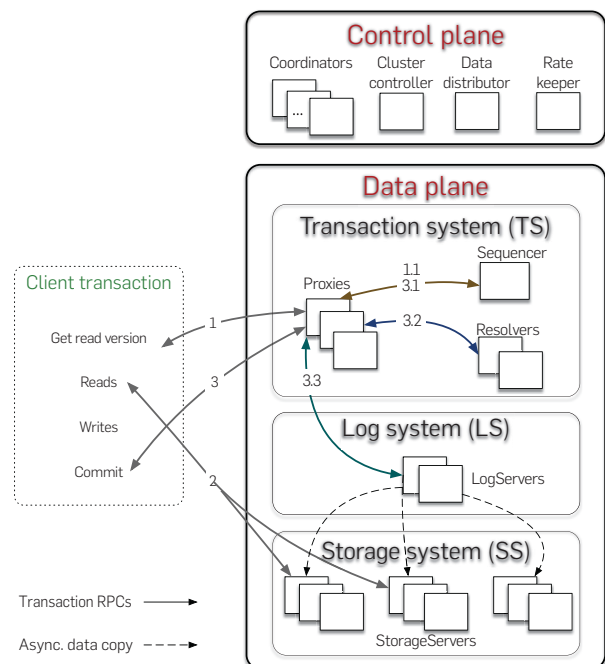 Control plane
Coordinators
...
Cluster
controller
Data
distributor
Rate
keeper
Data plane
Transaction system (TS)
Proxies
1.1
3.1
Sequencer
3.2
Resolvers
3.3
Client transaction
Get read version
Reads
Writes
Commit
1
3
2
Log system (LS)
LogServers
Storage system (SS)
StorageServers
Transaction RPCs
Async. data copy